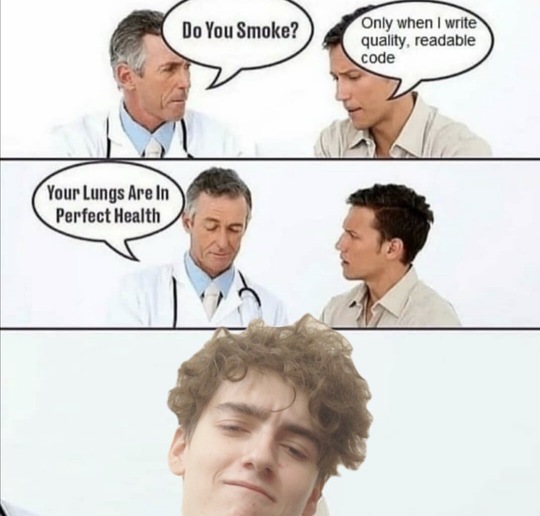 Do You Smoke?
Only when I write
quality, readable
code
Your Lungs Are In
Perfect Health